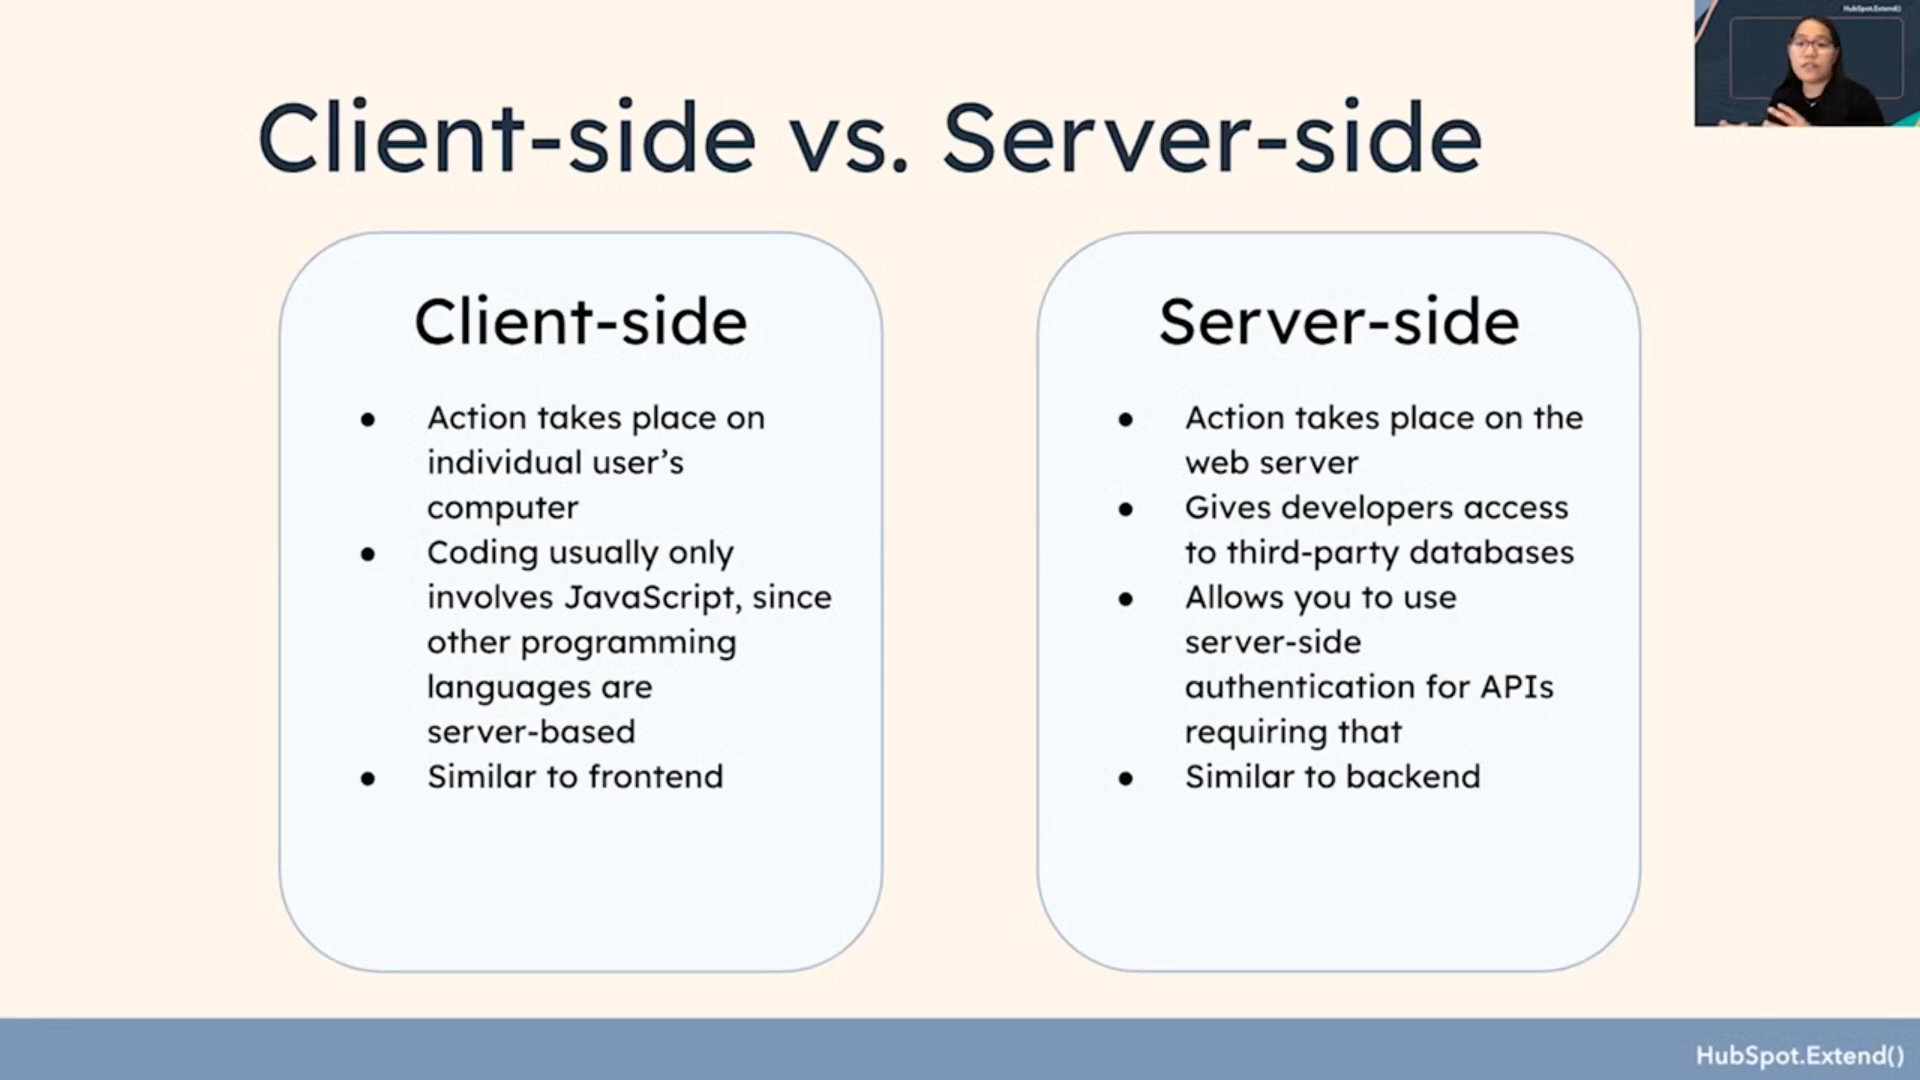 HubSpot.Extend()
Client-side vs. Server-side
Client-side
● Action takes place on
individual user’s
computer
● Coding usually only
involves JavaScript, since
other programming
languages are
server-based
● Similar to frontend
Server-side
● Action takes place on the
web server
● Gives developers access
to third-party databases
● Allows you to use
server-side
authentication for APIs
requiring that
● Similar to backend
HubSpot.Extend()